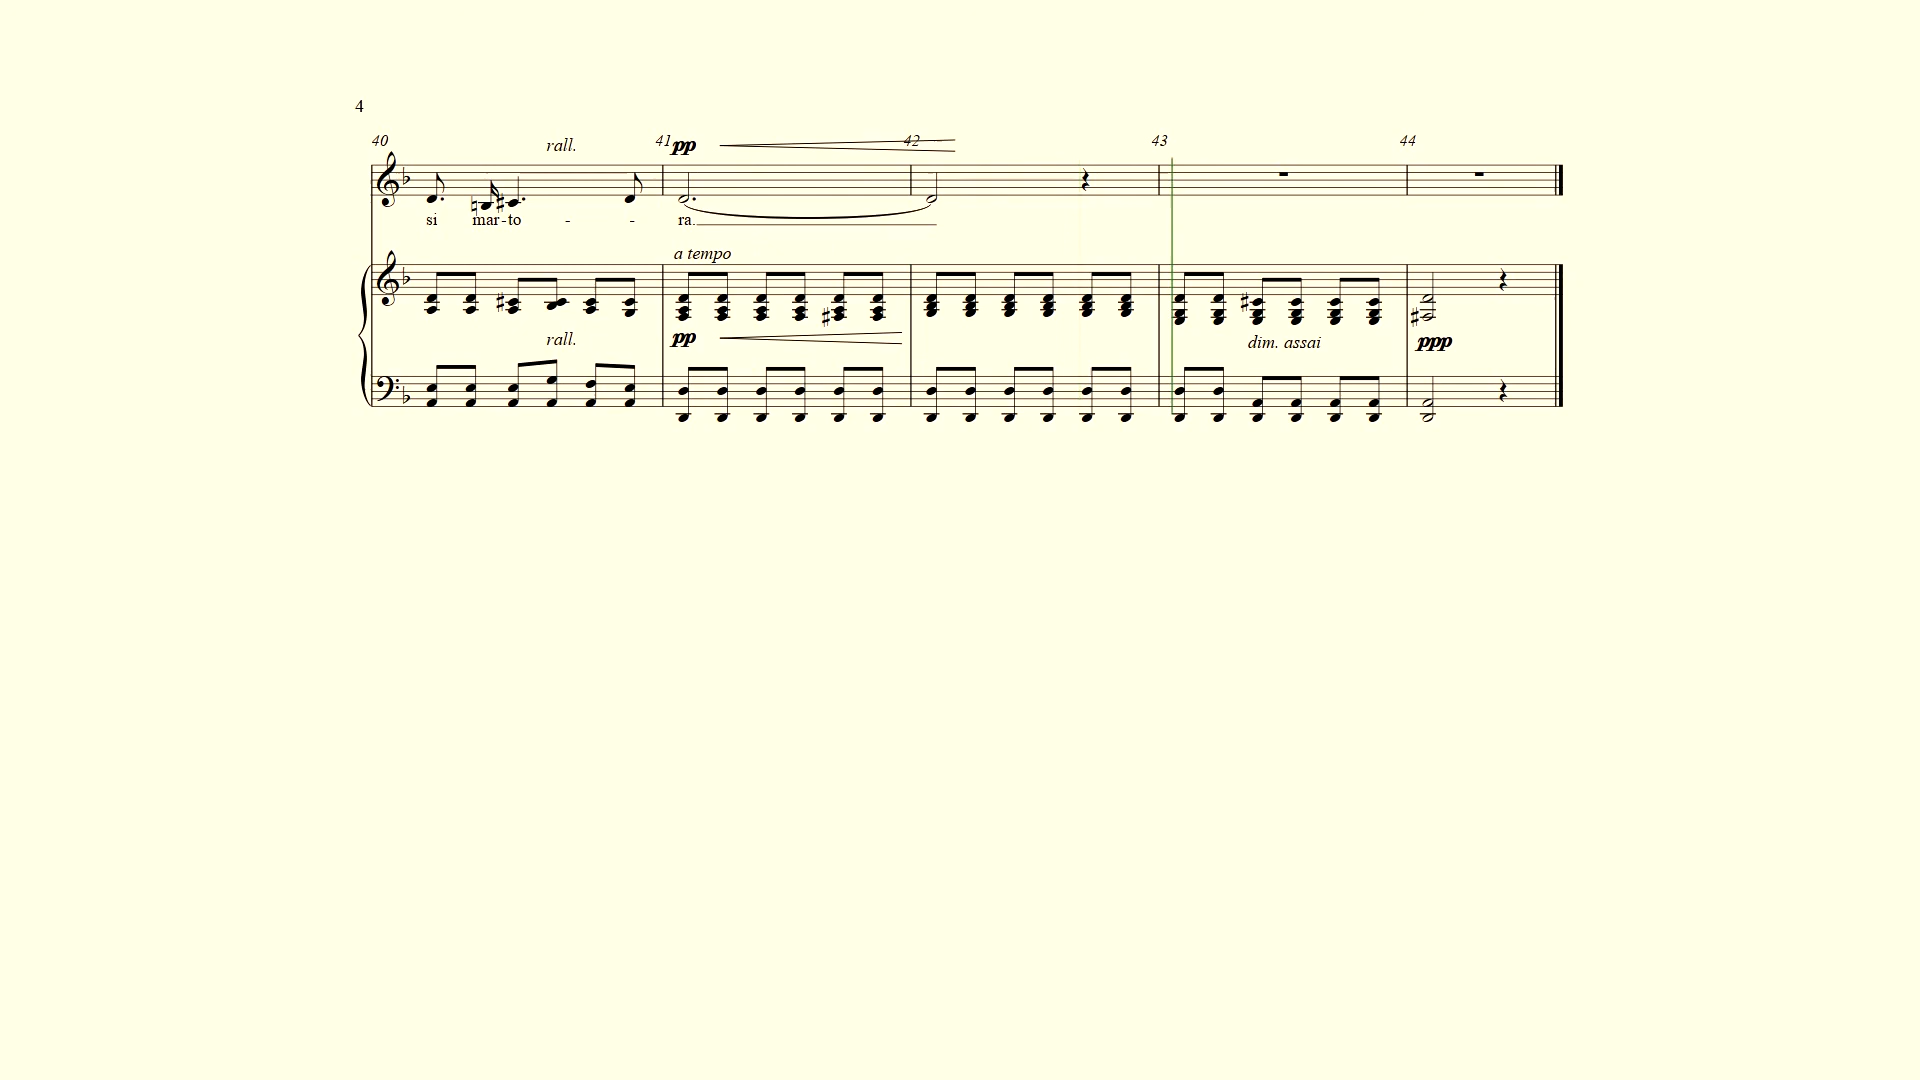 4
40 rall. 41 pp 42 43 44
si mar-to - - ra.
a tempo
rall. pp dim. assai ppp